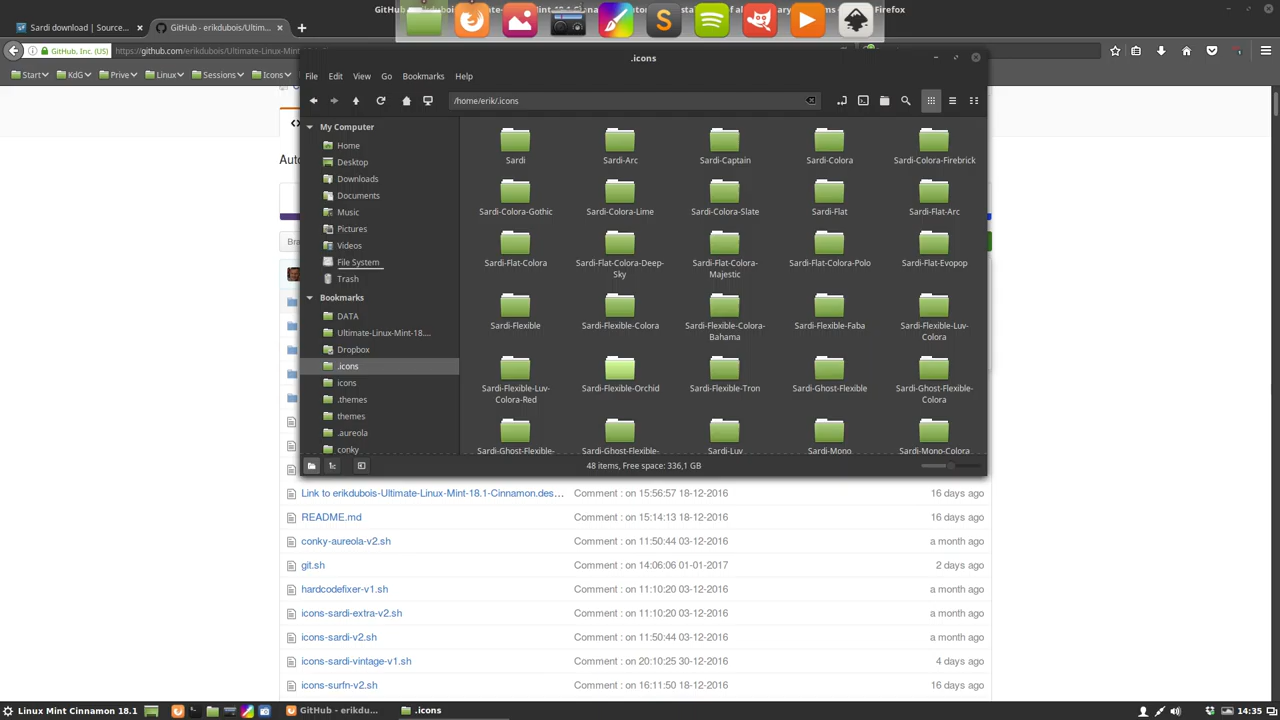 Sardi download | Source...
GitHub - erikdubois/Ultim...
Firefox
GitHub, Inc. (US)
https://github.com/erikdubois/Ultimate-Linux-Mint
Start
KdG
Prive
Linux
Sessions
Icons
.icons
File
Edit
View
Go
Bookmarks
Help
/home/erik/.icons
My Computer
Home
Desktop
Downloads
Documents
Music
Pictures
Videos
File System
Trash
Bookmarks
DATA
Ultimate-Linux-Mint-18....
Dropbox
.icons
icons
.themes
themes
.aureola
conky
Sardi
Sardi-Arc
Sardi-Captain
Sardi-Colora
Sardi-Colora-Firebrick
Sardi-Colora-Gothic
Sardi-Colora-Lime
Sardi-Colora-Slate
Sardi-Flat
Sardi-Flat-Arc
Sardi-Flat-Colora
Sardi-Flat-Colora-Deep-
Sky
Sardi-Flat-Colora-
Majestic
Sardi-Flat-Colora-Polo
Sardi-Flat-Evopop
Sardi-Flexible
Sardi-Flexible-Colora
Sardi-Flexible-Colora-
Bahama
Sardi-Flexible-Faba
Sardi-Flexible-Luv-
Colora
Sardi-Flexible-Luv-
Colora-Red
Sardi-Flexible-Orchid
Sardi-Flexible-Tron
Sardi-Ghost-Flexible
Sardi-Ghost-Flexible-
Colora
Sardi-Ghost-Flexible-
Sardi-Ghost-Flexible-
Sardi-Luv
Sardi-Mono
Sardi-Mono-Colora
48 items, Free space: 336,1 GB
Link to erikdubois-Ultimate-Linux-Mint-18.1-Cinnamon.des... Comment : on 15:56:57 18-12-2016 16 days ago
README.md Comment : on 15:14:13 18-12-2016 16 days ago
conky-aureola-v2.sh Comment : on 11:50:44 03-12-2016 a month ago
git.sh Comment : on 14:06:06 01-01-2017 2 days ago
hardcodefixer-v1.sh Comment : on 11:10:20 03-12-2016 a month ago
icons-sardi-extra-v2.sh Comment : on 11:10:20 03-12-2016 a month ago
icons-sardi-v2.sh Comment : on 11:50:44 03-12-2016 a month ago
icons-sardi-vintage-v1.sh Comment : on 20:10:25 30-12-2016 4 days ago
icons-surfn-v2.sh Comment : on 16:11:50 18-12-2016 16 days ago
Linux Mint Cinnamon 18.1
GitHub - erikdu...
.icons
14:35